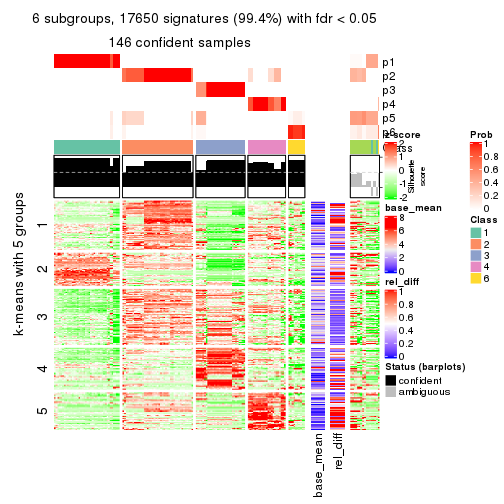 6 subgroups, 17650 signatures (99.4%) with fdr < 0.05
146 confident samples
p1
p2
p3
p4
p5
p6
Class
z-score
2
1
0
-1
-2
Silhouette
score
Prob
1
0.8
0.6
0.4
0.2
0
base_mean
8
6
4
2
0
Class
1
2
3
4
6
rel_diff
1
0.8
0.6
0.4
0.2
0
Status (barplots)
confident
ambiguous
k-means with 5 groups
1
2
3
4
5
base_mean
rel_diff